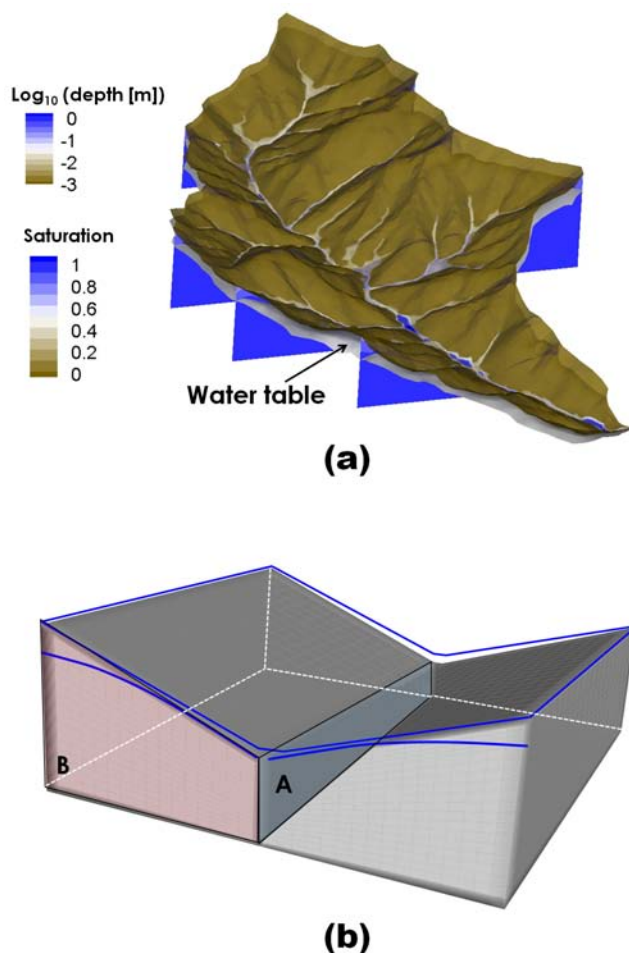 Log₁₀ (depth [m])
0
-1
-2
-3
Saturation
1
0.8
0.6
0.4
0.2
0
Water table
(a)
B
A
(b)